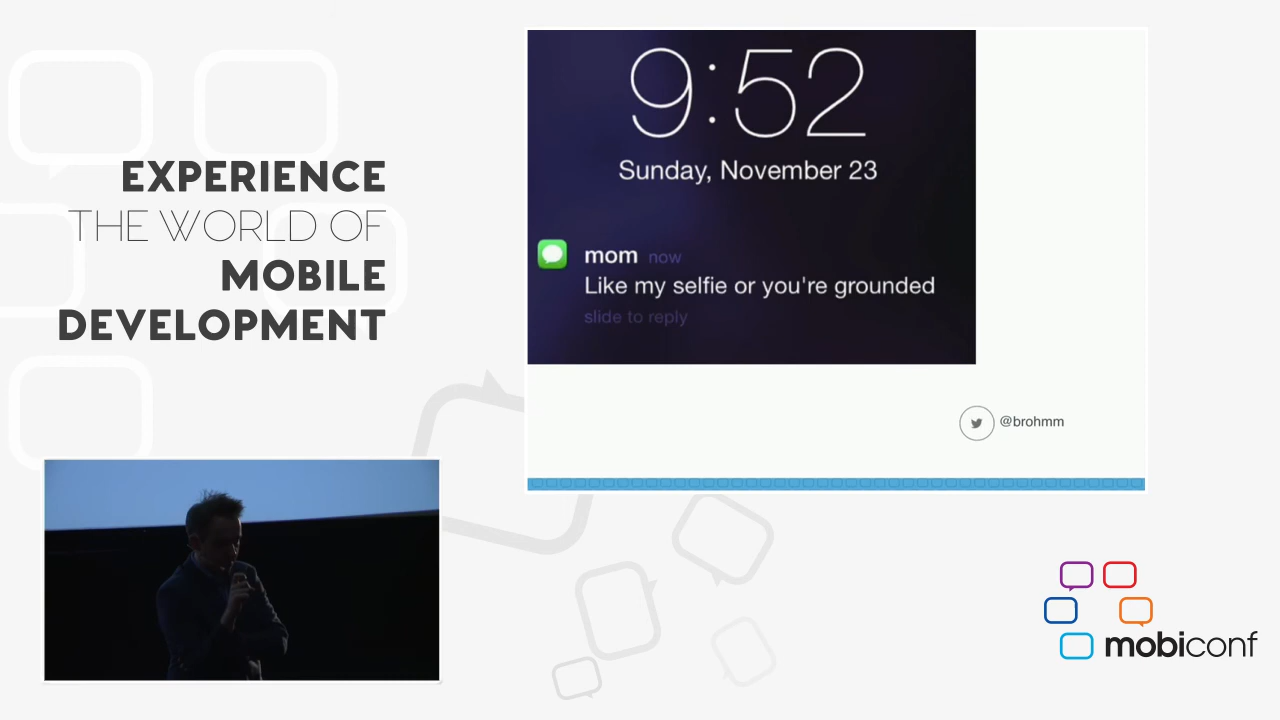 EXPERIENCE
THE WORLD OF
MOBILE
DEVELOPMENT
9:52
Sunday, November 23
mom now
Like my selfie or you're grounded
slide to reply
@brohmm
mobiconf